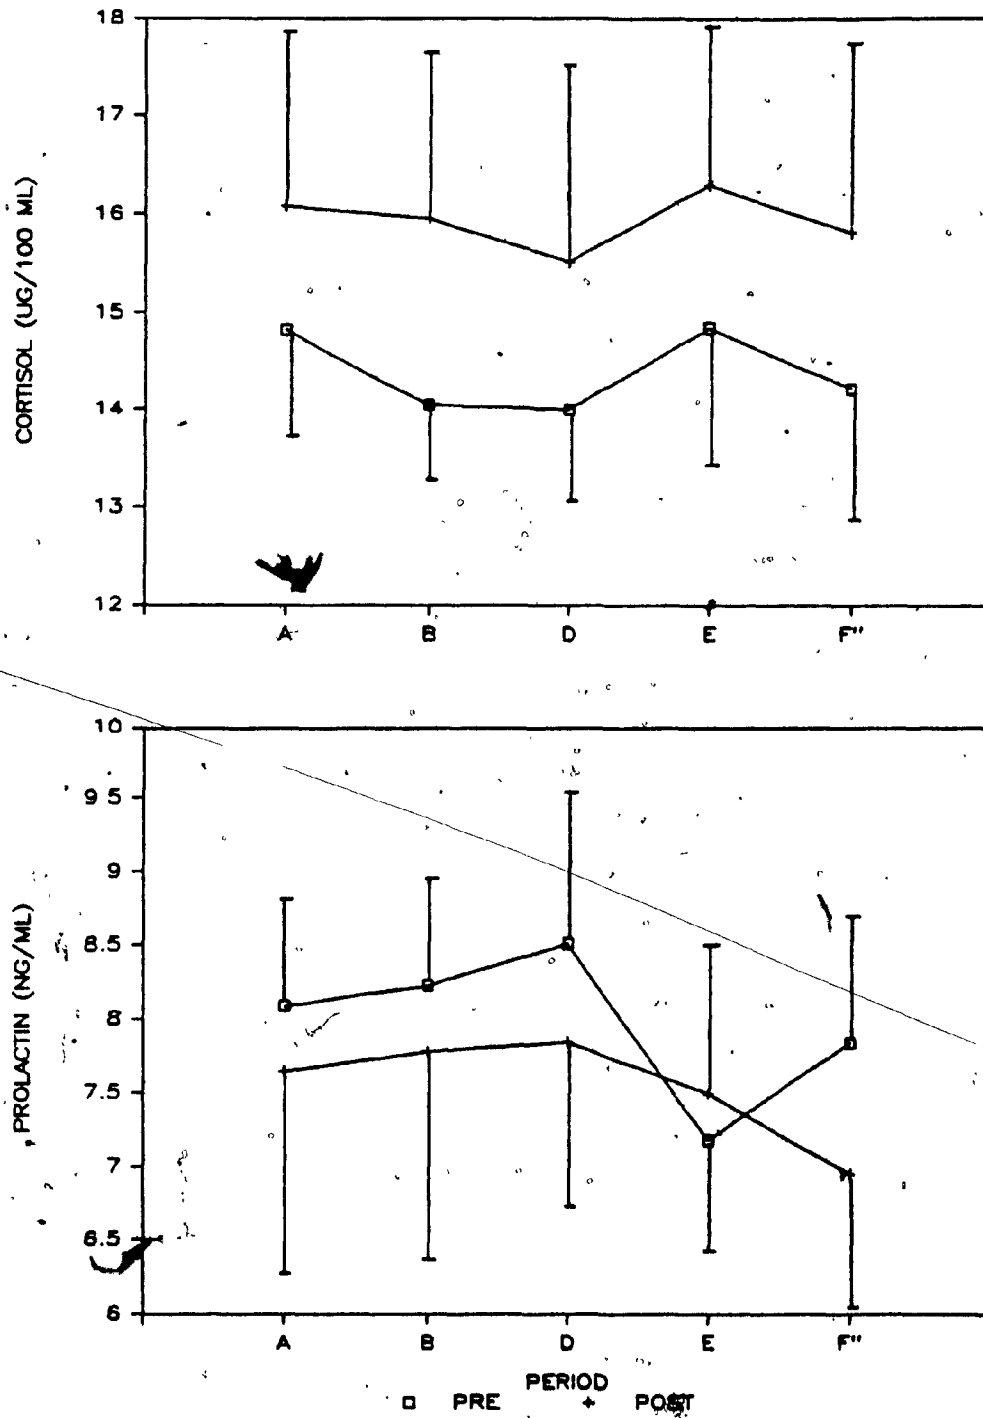 18
17
16
15
14
13
12
CORTISOL (UG/100 ML)
A B D E F"
10
9 5
9
8.5
8
7.5
7
6.5
6
PROLACTIN (NG/ML)
A B D E F"
PERIOD
□ PRE + POST